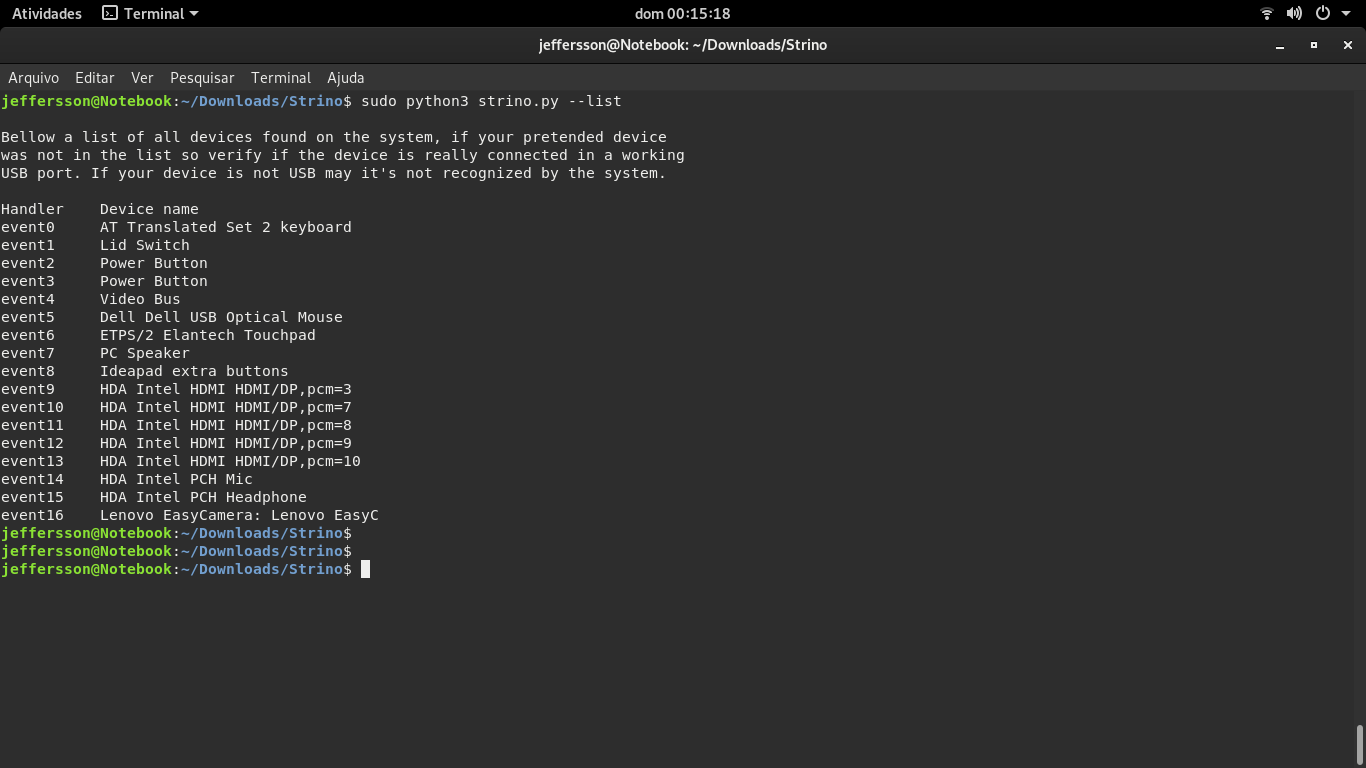 Atividades Terminal dom 00:15:18
jeffersson@Notebook: ~/Downloads/Strino
Arquivo Editar Ver Pesquisar Terminal Ajuda
jeffersson@Notebook:~/Downloads/Strino$ sudo python3 strino.py --list
Bellow a list of all devices found on the system, if your pretended device
was not in the list so verify if the device is really connected in a working
USB port. If your device is not USB may it's not recognized by the system.
Handler Device name
event0 AT Translated Set 2 keyboard
event1 Lid Switch
event2 Power Button
event3 Power Button
event4 Video Bus
event5 Dell Dell USB Optical Mouse
event6 ETPS/2 Elantech Touchpad
event7 PC Speaker
event8 Ideapad extra buttons
event9 HDA Intel HDMI HDMI/DP,pcm=3
event10 HDA Intel HDMI HDMI/DP,pcm=7
event11 HDA Intel HDMI HDMI/DP,pcm=8
event12 HDA Intel HDMI HDMI/DP,pcm=9
event13 HDA Intel HDMI HDMI/DP,pcm=10
event14 HDA Intel PCH Mic
event15 HDA Intel PCH Headphone
event16 Lenovo EasyCamera: Lenovo EasyC
jeffersson@Notebook:~/Downloads/Strino$
jeffersson@Notebook:~/Downloads/Strino$
jeffersson@Notebook:~/Downloads/Strino$